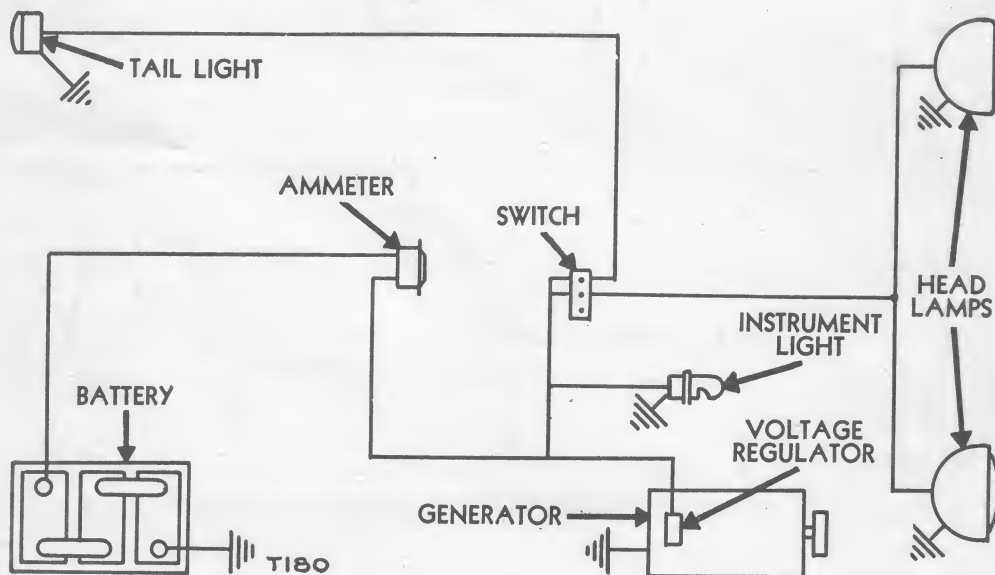 TAIL LIGHT
AMMETER
SWITCH
HEAD
LAMPS
INSTRUMENT
LIGHT
BATTERY
VOLTAGE
REGULATOR
GENERATOR
T180